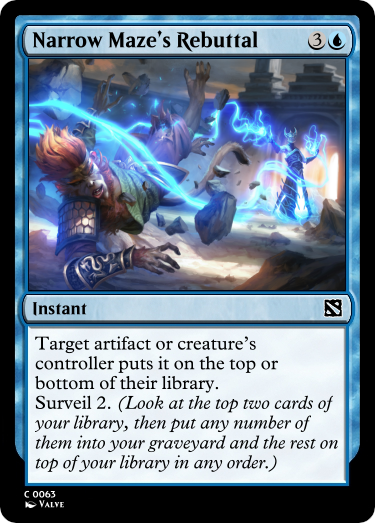 Narrow Maze's Rebuttal 3
Instant
Target artifact or creature's
controller puts it on the top or
bottom of their library.
Surveil 2. (Look at the top two cards of
your library, then put any number of
them into your graveyard and the rest on
top of your library in any order.)
C 0063
Valve